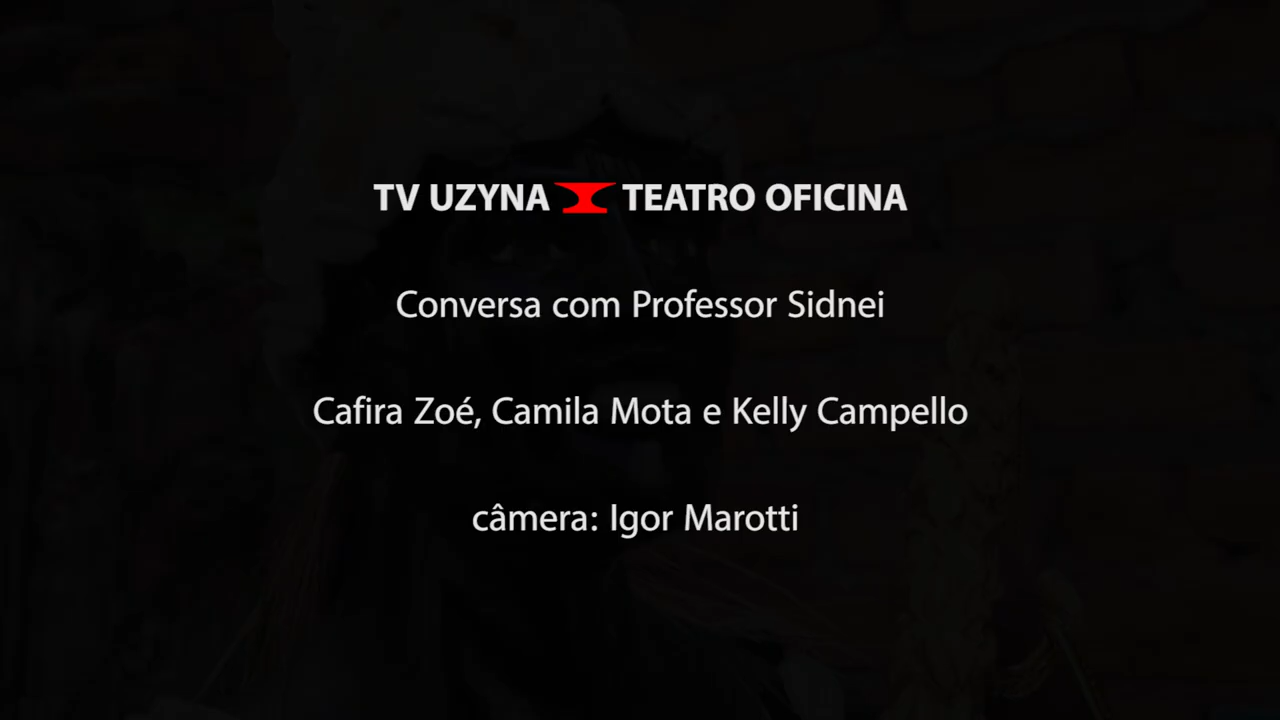 TV UZYNA TEATRO OFICINA
Conversa com Professor Sidnei
Cafira Zoé, Camila Mota e Kelly Campello
câmera: Igor Marotti